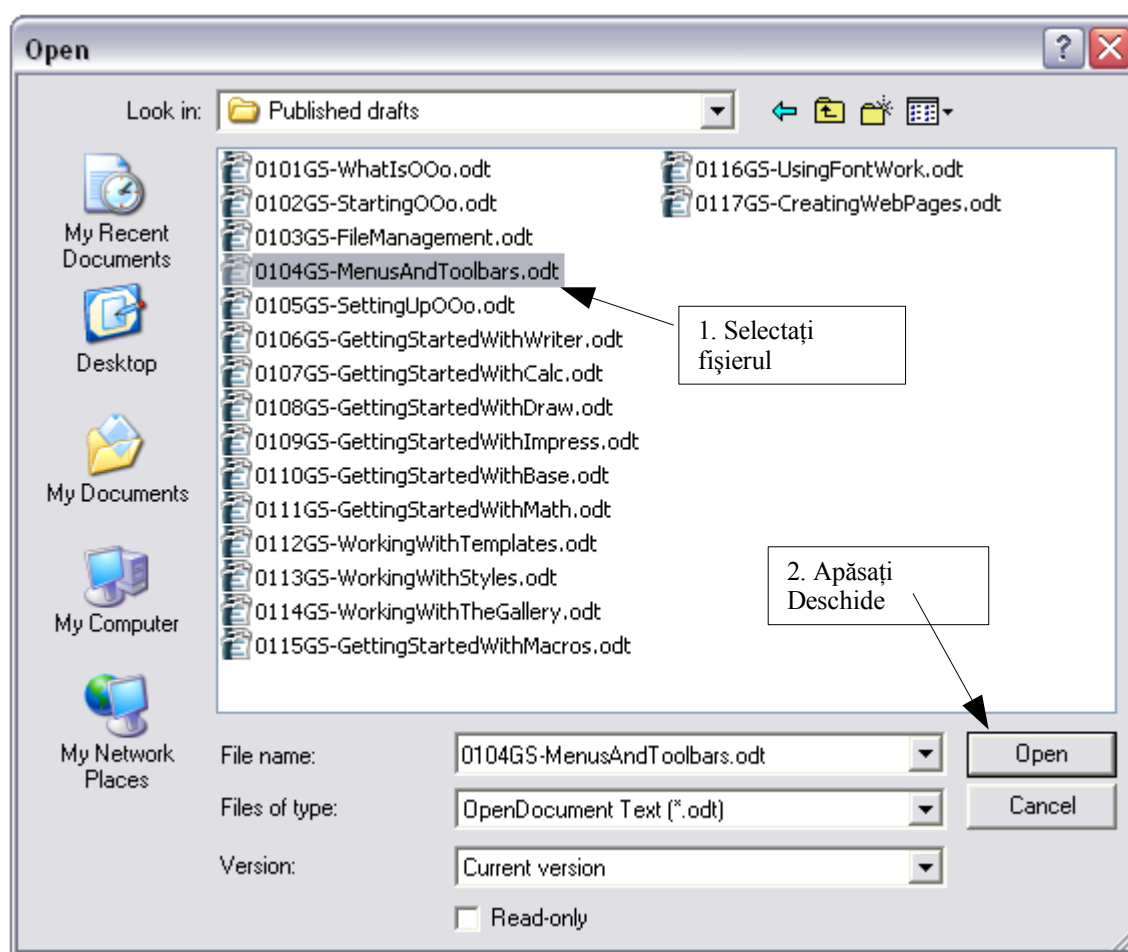 Open
Look in:
Published drafts
My Recent
Documents
Desktop
My Documents
My Computer
My Network
Places
0101GS-WhatIsOOo.odt
0102GS-StartingOOo.odt
0103GS-FileManagement.odt
0104GS-MenusAndToolbars.odt
0105GS-SettingUpOOo.odt
0106GS-GettingStartedWithWriter.odt
0107GS-GettingStartedWithCalc.odt
0108GS-GettingStartedWithDraw.odt
0109GS-GettingStartedWithImpress.odt
0110GS-GettingStartedWithBase.odt
0111GS-GettingStartedWithMath.odt
0112GS-WorkingWithTemplates.odt
0113GS-WorkingWithStyles.odt
0114GS-WorkingWithTheGallery.odt
0115GS-GettingStartedWithMacros.odt
0116GS-UsingFontWork.odt
0117GS-CreatingWebPages.odt
1. Selectați
fişierul
2. Apăsați
Deschide
File name:
0104GS-MenusAndToolbars.odt
Open
Files of type:
OpenDocument Text (*.odt)
Cancel
Version:
Current version
Read-only